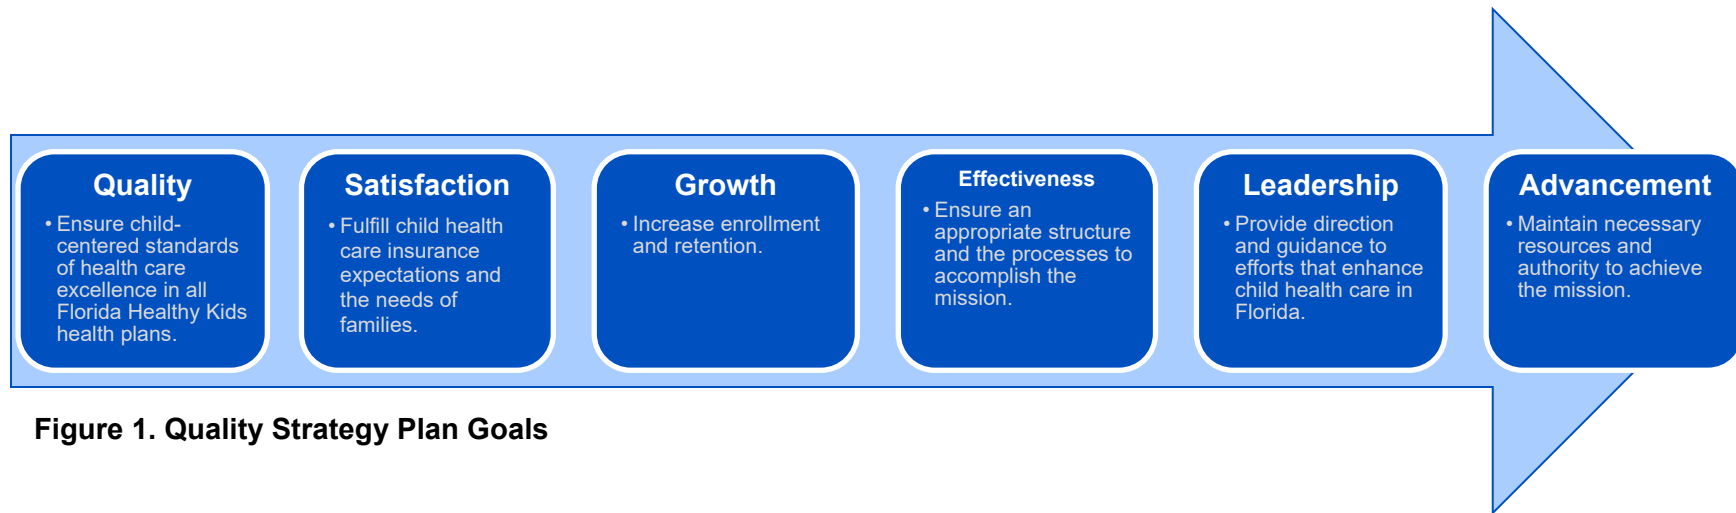 Quality
• Ensure child-
centered standards
of health care
excellence in all
Florida Healthy Kids
health plans.
Satisfaction
• Fulfill child health
care insurance
expectations and
the needs of
families.
Growth
• Increase enrollment
and retention.
Effectiveness
• Ensure an
appropriate structure
and the processes to
accomplish the
mission.
Leadership
• Provide direction
and guidance to
efforts that enhance
child health care in
Florida.
Advancement
• Maintain necessary
resources and
authority to achieve
the mission.
Figure 1. Quality Strategy Plan Goals